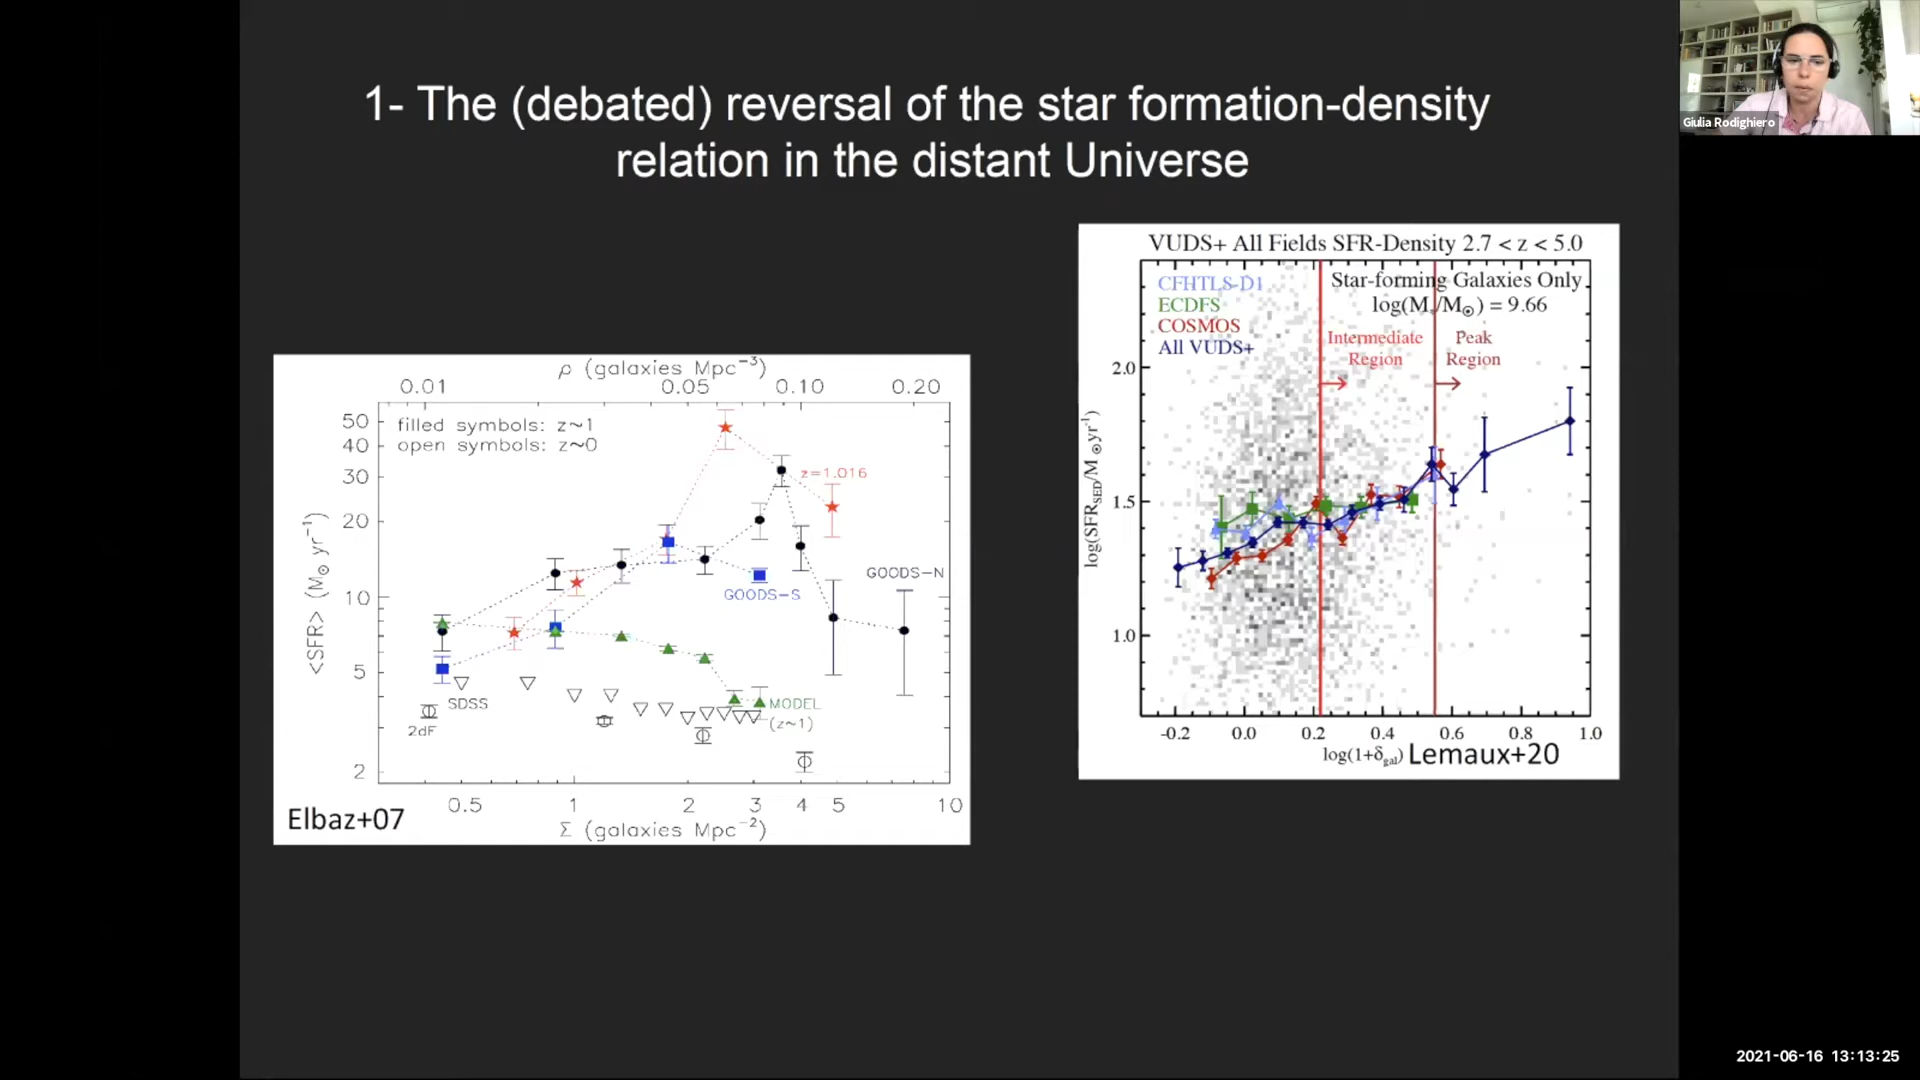 1- The (debated) reversal of the star formation-density
relation in the distant Universe
Giulia Rodighiero
ρ (galaxies Mpc⁻³)
0.01 0.05 0.10 0.20
filled symbols: z~1
open symbols: z~0
z=1.016
GOODS-N
GOODS-S
MODEL
(z~1)
SDSS
2dF
<SFR> (M⊙ yr⁻¹)
50
40
30
20
10
5
2
0.5 1 2 3 4 5 10
Σ (galaxies Mpc⁻²)
Elbaz+07
VUDS+ All Fields SFR-Density 2.7 < z < 5.0
CFHTLS-D1
ECDFS
COSMOS
All VUDS+
Star-forming Galaxies Only
log(M*/M⊙) = 9.66
Intermediate
Region
Peak
Region
log(SFR_SED/M⊙yr⁻¹)
2.0
1.5
1.0
-0.2 0.0 0.2 0.4 0.6 0.8 1.0
log(1+δ_gal) Lemaux+20
2021-06-16 13:13:25